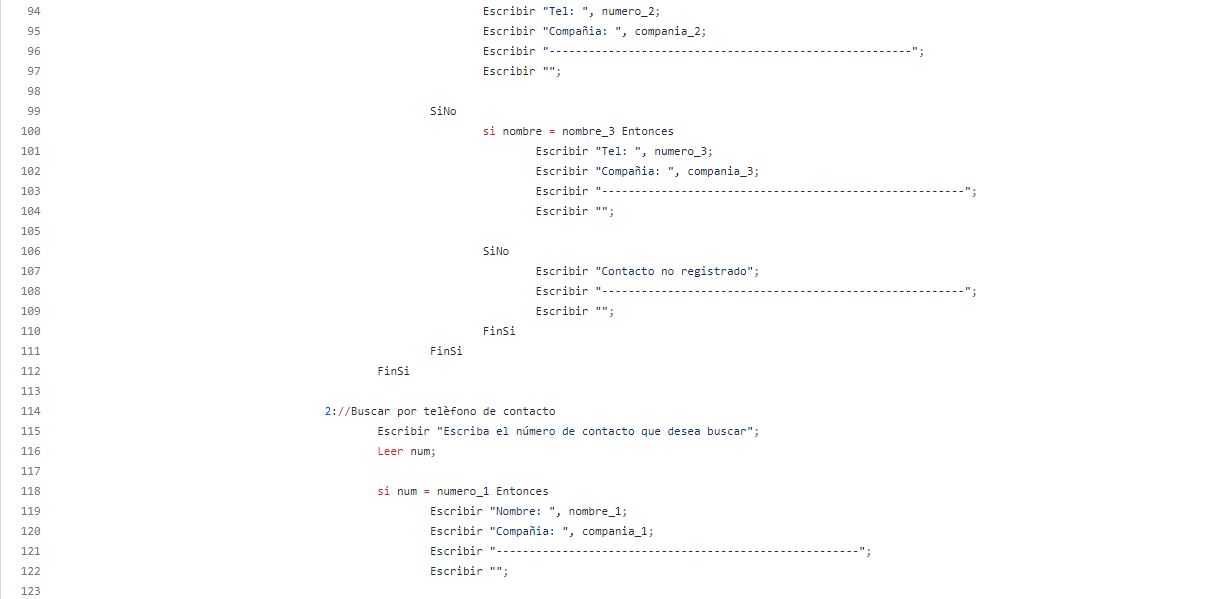 94 Escribir "Tel: ", numero_2;
95 Escribir "Compañia: ", compania_2;
96 Escribir "-------------------------------------------------------";
97 Escribir "";
98
99 SiNo
100 si nombre = nombre_3 Entonces
101 Escribir "Tel: ", numero_3;
102 Escribir "Compañia: ", compania_3;
103 Escribir "-------------------------------------------------------";
104 Escribir "";
105
106 SiNo
107 Escribir "Contacto no registrado";
108 Escribir "-------------------------------------------------------";
109 Escribir "";
110 FinSi
111 FinSi
112 FinSi
113
114 2://Buscar por telèfono de contacto
115 Escribir "Escriba el número de contacto que desea buscar";
116 Leer num;
117
118 si num = numero_1 Entonces
119 Escribir "Nombre: ", nombre_1;
120 Escribir "Compañia: ", compania_1;
121 Escribir "-------------------------------------------------------";
122 Escribir "";
123